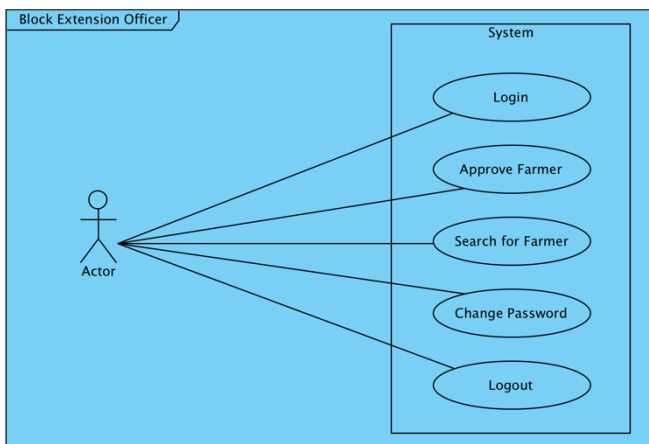 Block Extension Officer
System
Login
Approve Farmer
Search for Farmer
Actor
Change Password
Logout